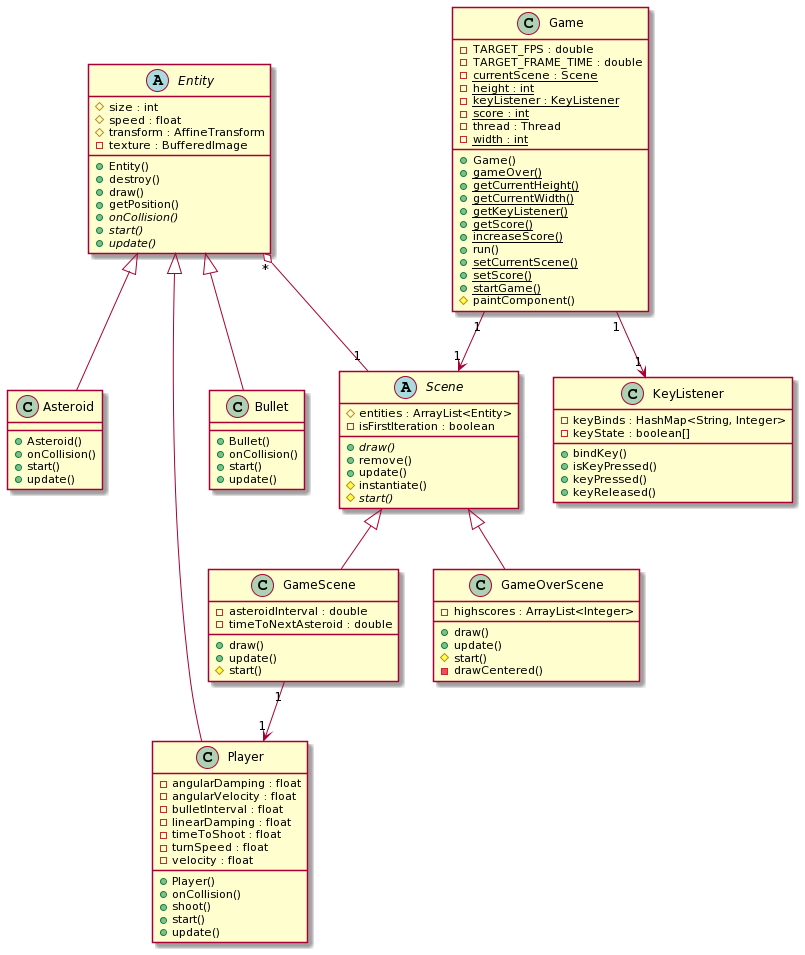 C Game
TARGET_FPS : double
TARGET_FRAME_TIME : double
currentScene : Scene
height : int
keyListener : KeyListener
score : int
thread : Thread
width : int
Game()
gameOver()
getCurrentHeight()
getCurrentWidth()
getKeyListener()
getScore()
increaseScore()
run()
setCurrentScene()
setScore()
startGame()
paintComponent()
A Entity
size : int
speed : float
transform : AffineTransform
texture : BufferedImage
Entity()
destroy()
draw()
getPosition()
onCollision()
start()
update()
*
1
1
1
1
1
C Asteroid
Asteroid()
onCollision()
start()
update()
C Bullet
Bullet()
onCollision()
start()
update()
A Scene
entities : ArrayList<Entity>
isFirstIteration : boolean
draw()
remove()
update()
instantiate()
start()
C KeyListener
keyBinds : HashMap<String, Integer>
keyState : boolean[]
bindKey()
isKeyPressed()
keyPressed()
keyReleased()
C GameScene
asteroidInterval : double
timeToNextAsteroid : double
draw()
update()
start()
C GameOverScene
highscores : ArrayList<Integer>
draw()
update()
start()
drawCentered()
1
1
C Player
angularDamping : float
angularVelocity : float
bulletInterval : float
linearDamping : float
timeToShoot : float
turnSpeed : float
velocity : float
Player()
onCollision()
shoot()
start()
update()